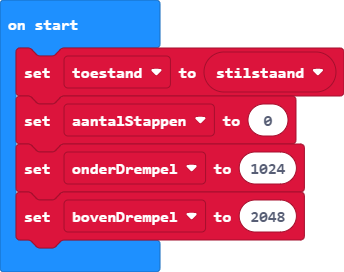 on start
set toestand to stilstaand
set aantalStappen to 0
set onderDrempel to 1024
set bovenDrempel to 2048